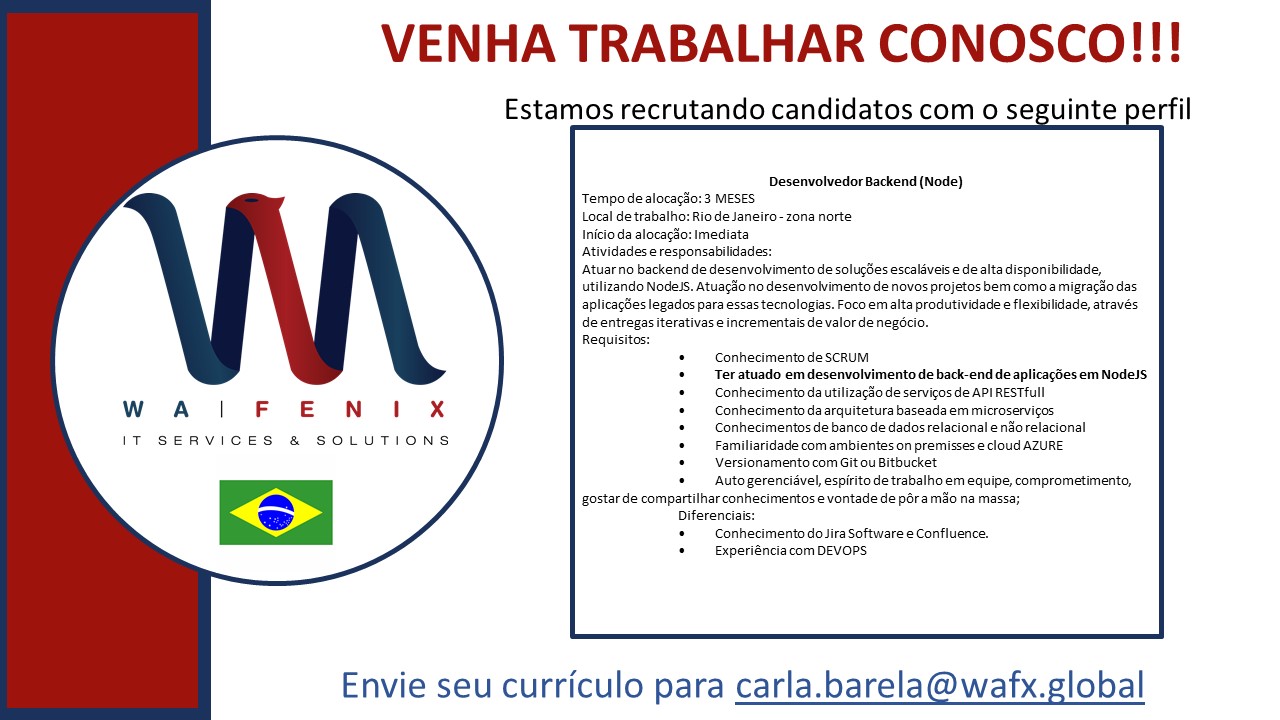 VENHA TRABALHAR CONOSCO!!!
Estamos recrutando candidatos com o seguinte perfil
WA | FENIX
IT SERVICES & SOLUTIONS
Desenvolvedor Backend (Node)
Tempo de alocação: 3 MESES
Local de trabalho: Rio de Janeiro - zona norte
Início da alocação: Imediata
Atividades e responsabilidades:
Atuar no backend de desenvolvimento de soluções escaláveis e de alta disponibilidade,
utilizando NodeJS. Atuação no desenvolvimento de novos projetos bem como a migração das
aplicações legados para essas tecnologias. Foco em alta produtividade e flexibilidade, através
de entregas iterativas e incrementais de valor de negócio.
Requisitos:
• Conhecimento de SCRUM
• Ter atuado em desenvolvimento de back-end de aplicações em NodeJS
• Conhecimento da utilização de serviços de API RESTfull
• Conhecimento da arquitetura baseada em microserviços
• Conhecimentos de banco de dados relacional e não relacional
• Familiaridade com ambientes on premisses e cloud AZURE
• Versionamento com Git ou Bitbucket
• Auto gerenciável, espírito de trabalho em equipe, comprometimento,
gostar de compartilhar conhecimentos e vontade de pôr a mão na massa;
Diferenciais:
• Conhecimento do Jira Software e Confluence.
• Experiência com DEVOPS
Envie seu currículo para carla.barela@wafx.global